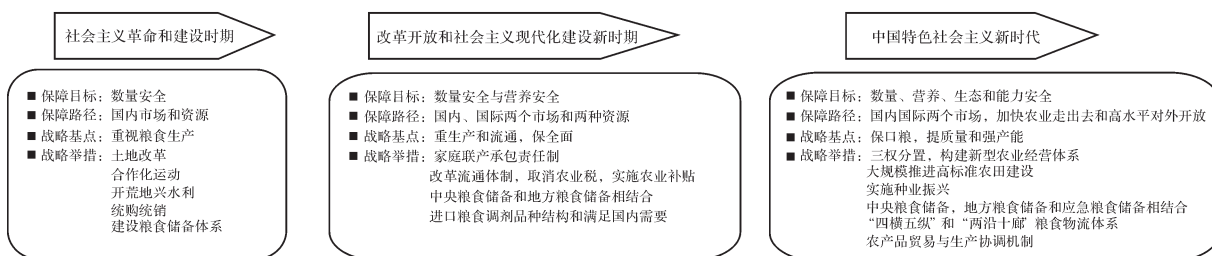 社会主义革命和建设时期
■ 保障目标：数量安全
■ 保障路径：国内市场和资源
■ 战略基点：重视粮食生产
■ 战略举措：土地改革
合作化运动
开荒地兴水利
统购统销
建设粮食储备体系
改革开放和社会主义现代化建设新时期
■ 保障目标：数量安全与营养安全
■ 保障路径：国内、国际两个市场和两种资源
■ 战略基点：重生产和流通，保全面
■ 战略举措：家庭联产承包责任制
改革流通体制，取消农业税，实施农业补贴
中央粮食储备和地方粮食储备相结合
进口粮食调剂品种结构和满足国内需要
中国特色社会主义新时代
■ 保障目标：数量、营养、生态和能力安全
■ 保障路径：国内国际两个市场，加快农业走出去和高水平对外开放
■ 战略基点：保口粮，提质量和强产能
■ 战略举措：三权分置，构建新型农业经营体系
大规模推进高标准农田建设
实施种业振兴
中央粮食储备，地方粮食储备和应急粮食储备相结合
“四横五纵”和“两沿十廊”粮食物流体系
农产品贸易与生产协调机制